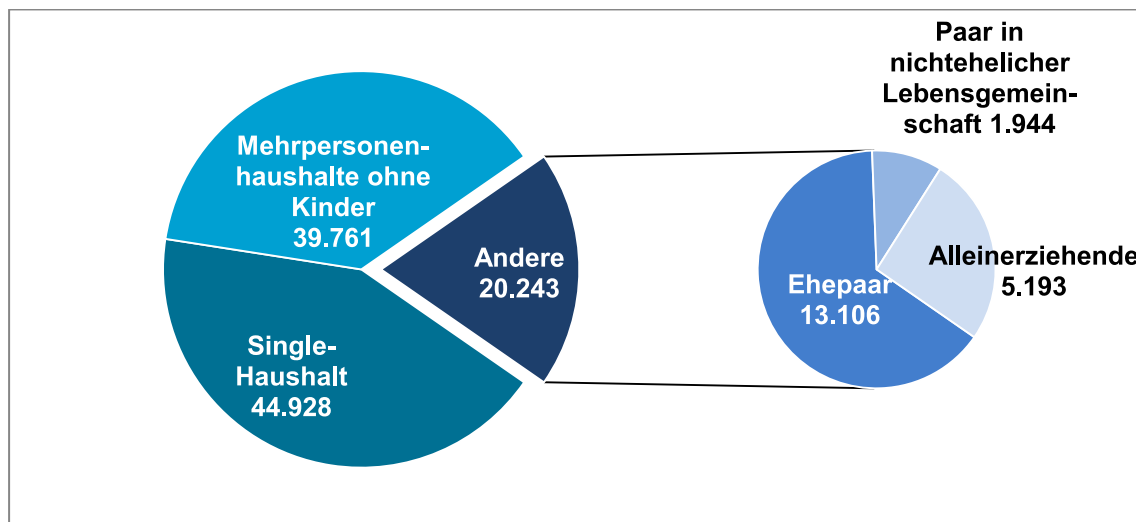 Mehrpersonen-
haushalte ohne
Kinder
39.761
Andere
20.243
Single-
Haushalt
44.928
Paar in
nichtehelicher
Lebensgemein-
schaft 1.944
Alleinerziehende
5.193
Ehepaar
13.106